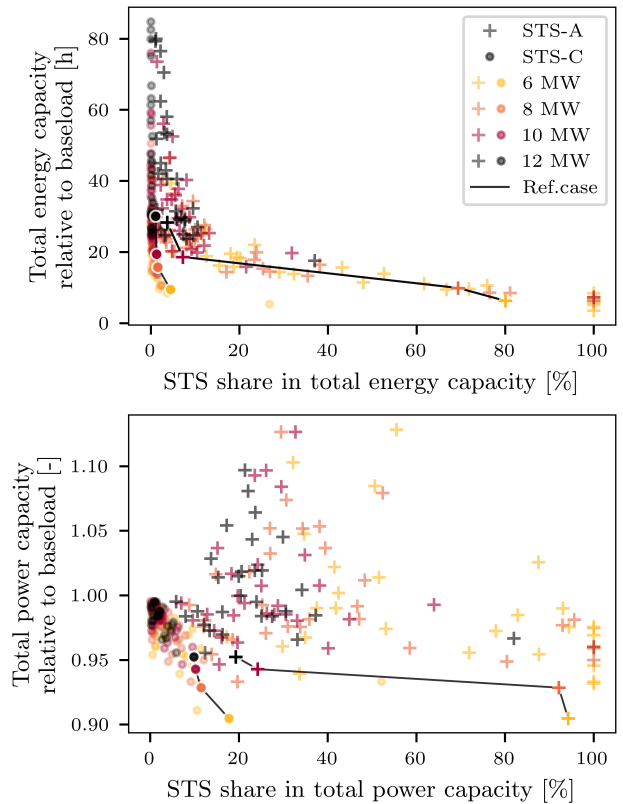 80
60
40
20
0
Total energy capacity
relative to baseload [h]
STS-A
STS-C
6 MW
8 MW
10 MW
12 MW
Ref.case
0 20 40 60 80 100
STS share in total energy capacity [%]
1.10
1.05
1.00
0.95
0.90
Total power capacity
relative to baseload [-]
0 20 40 60 80 100
STS share in total power capacity [%]